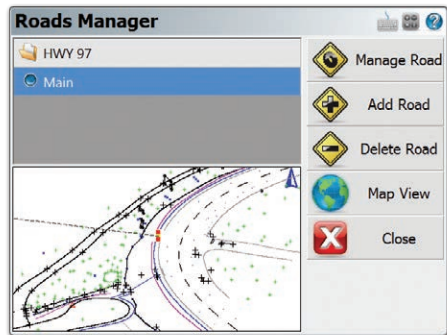 Roads Manager
HWY 97
Main
Manage Road
Add Road
Delete Road
Map View
Close